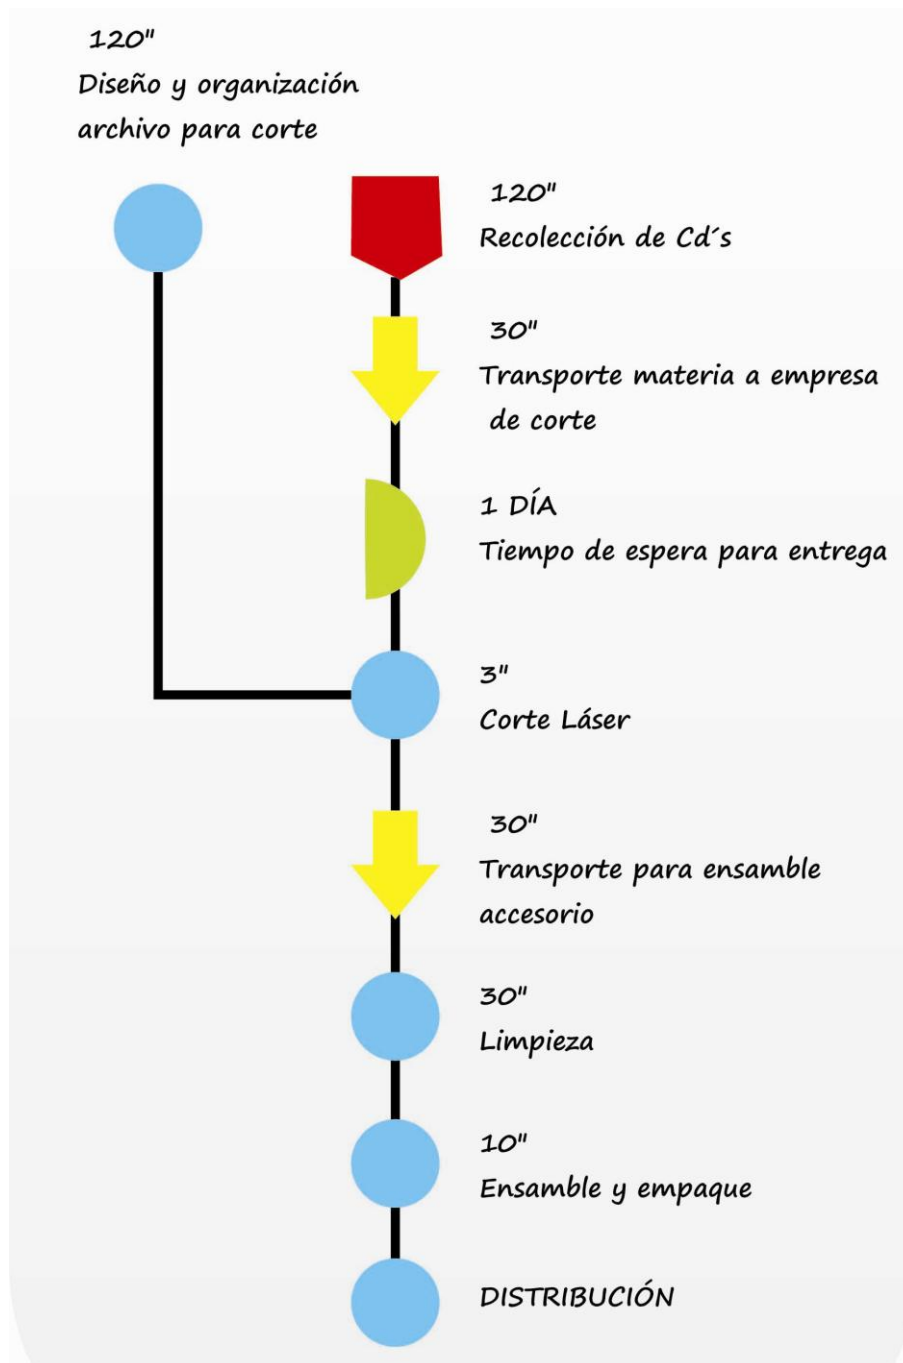 120"
Diseño y organización
archivo para corte
120"
Recolección de Cd´s
30"
Transporte materia a empresa
de corte
1 DÍA
Tiempo de espera para entrega
3"
Corte Láser
30"
Transporte para ensamble
accesorio
30"
Limpieza
10"
Ensamble y empaque
DISTRIBUCIÓN